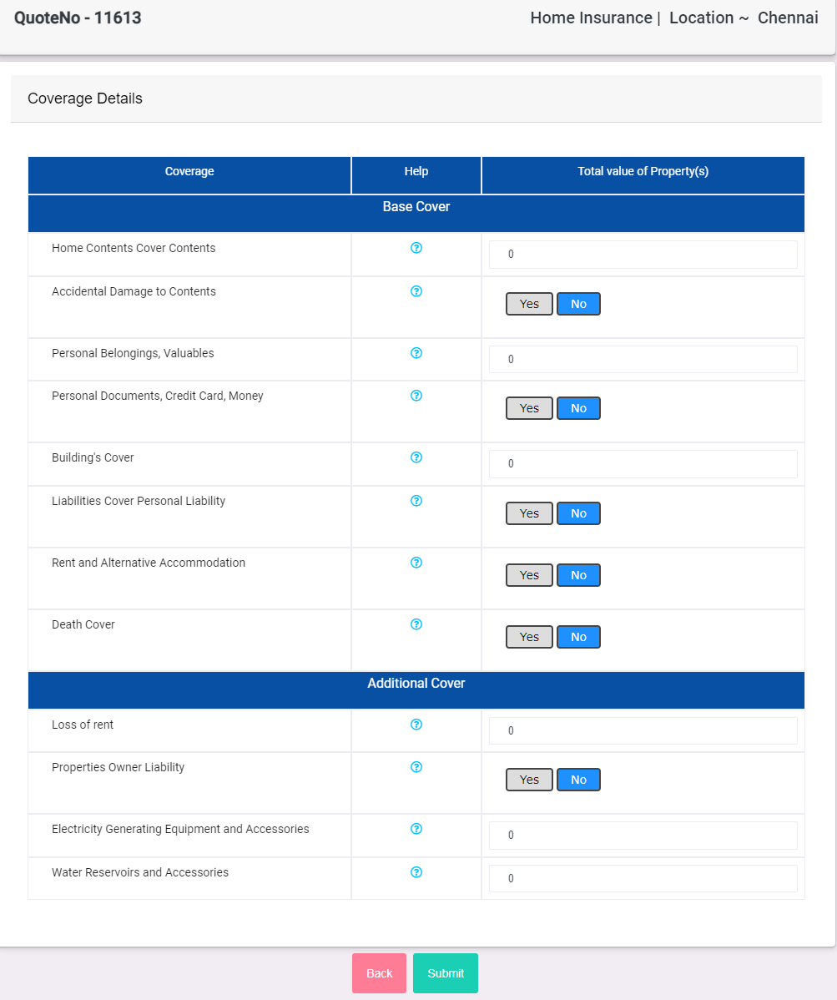 QuoteNo - 11613 Home Insurance | Location ~ Chennai
Coverage Details
Coverage Help Total value of Property(s)
Base Cover
Home Contents Cover Contents ? 0
Accidental Damage to Contents ? Yes No
Personal Belongings, Valuables ? 0
Personal Documents, Credit Card, Money ? Yes No
Building's Cover ? 0
Liabilities Cover Personal Liability ? Yes No
Rent and Alternative Accommodation ? Yes No
Death Cover ? Yes No
Additional Cover
Loss of rent ? 0
Properties Owner Liability ? Yes No
Electricity Generating Equipment and Accessories ? 0
Water Reservoirs and Accessories ? 0
Back Submit